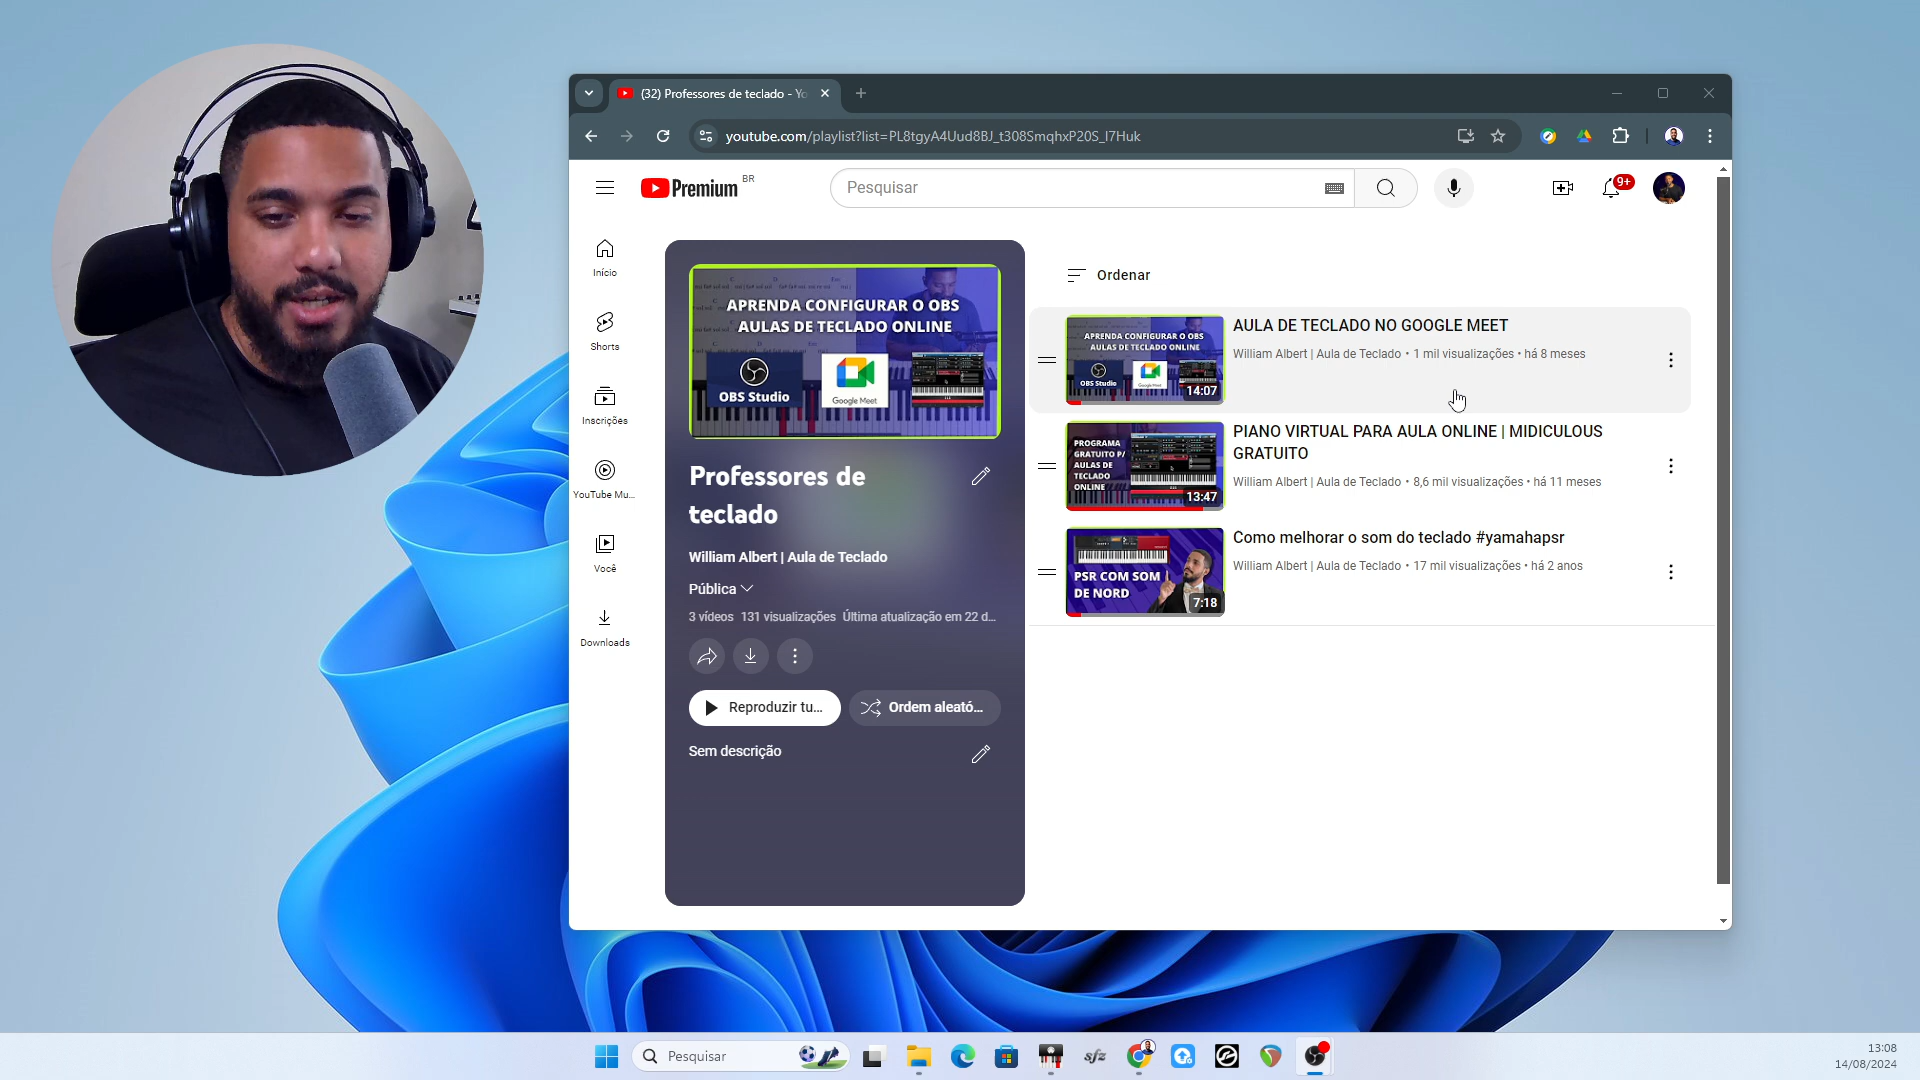 (32) Professores de teclado - Yo
youtube.com/playlist?list=PL8tgyA4Uud8BJ_t308SmqhxP20S_l7Huk
Premium BR
Pesquisar
9+
Início
Shorts
Inscrições
YouTube Mu...
Você
Downloads
APRENDA CONFIGURAR O OBS
AULAS DE TECLADO ONLINE
OBS Studio
Google Meet
Professores de
teclado
William Albert | Aula de Teclado
Pública
3 vídeos 131 visualizações Última atualização em 22 d...
Reproduzir tu...
Ordem aleató...
Sem descrição
Ordenar
APRENDA CONFIGURAR O OBS
AULAS DE TECLADO ONLINE
OBS Studio
Google Meet
14:07
AULA DE TECLADO NO GOOGLE MEET
William Albert | Aula de Teclado • 1 mil visualizações • há 8 meses
PROGRAMA
GRATUITO P/
AULAS DE
TECLADO
ONLINE
13:47
PIANO VIRTUAL PARA AULA ONLINE | MIDICULOUS
GRATUITO
William Albert | Aula de Teclado • 8,6 mil visualizações • há 11 meses
PSR COM SOM
DE NORD
7:18
Como melhorar o som do teclado #yamahapsr
William Albert | Aula de Teclado • 17 mil visualizações • há 2 anos
Pesquisar
sfz
13:08
14/08/2024